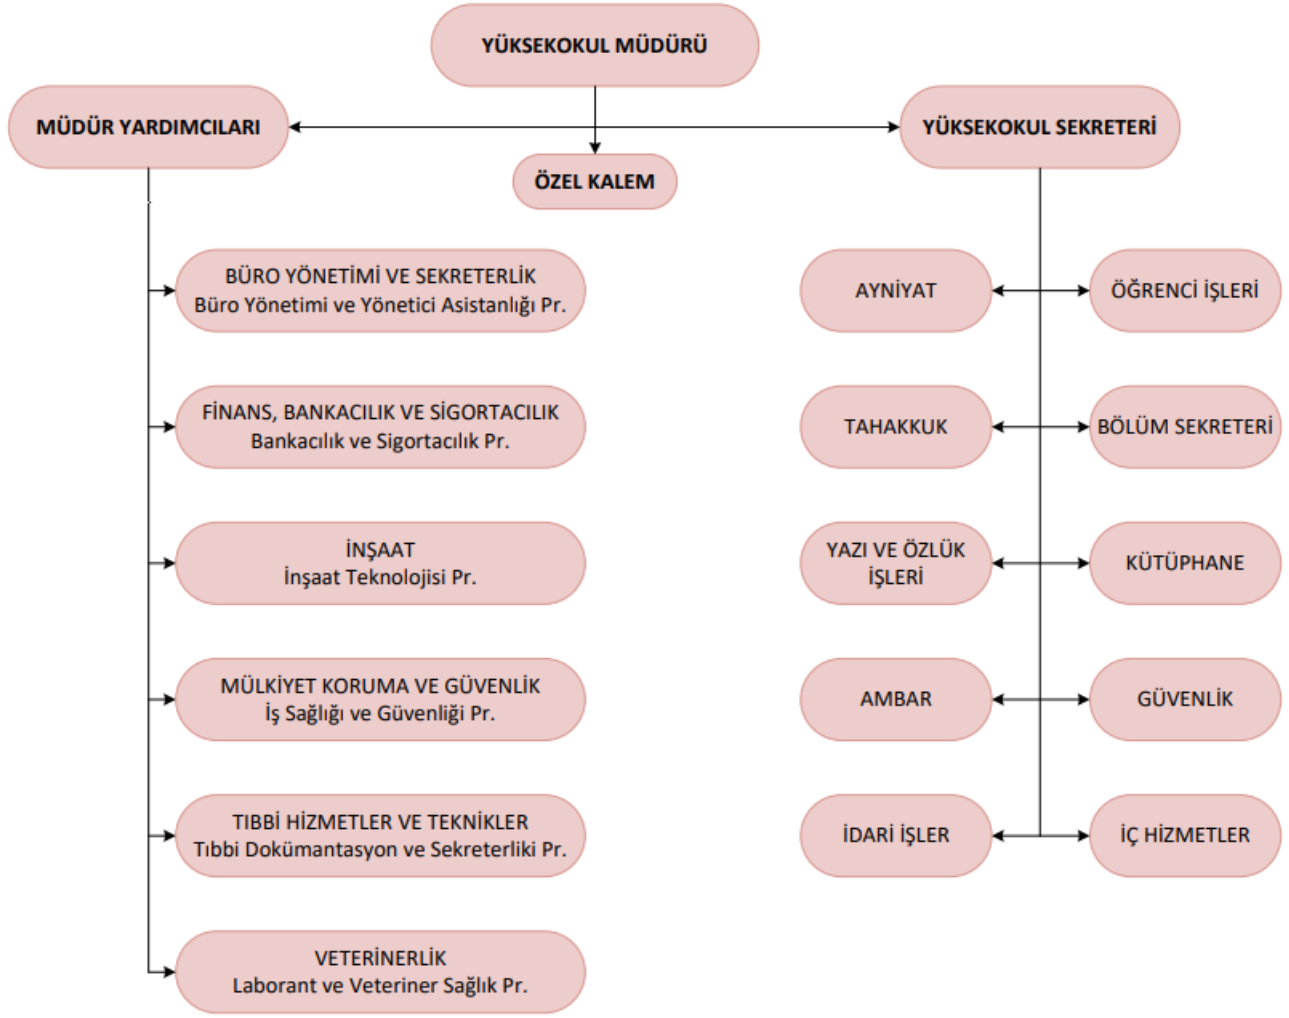 YÜKSEKOKUL MÜDÜRÜ
MÜDÜR YARDIMCILARI
YÜKSEKOKUL SEKRETERİ
ÖZEL KALEM
BÜRO YÖNETİMİ VE SEKRETERLİK
Büro Yönetimi ve Yönetici Asistanlığı Pr.
FİNANS, BANKACILIK VE SİGORTACILIK
Bankacılık ve Sigortacılık Pr.
İNŞAAT
İnşaat Teknolojisi Pr.
MÜLKİYET KORUMA VE GÜVENLİK
İş Sağlığı ve Güvenliği Pr.
TIBBİ HİZMETLER VE TEKNİKLER
Tıbbi Dokümantasyon ve Sekreterliki Pr.
VETERİNERLİK
Laborant ve Veteriner Sağlık Pr.
AYNİYAT
ÖĞRENCİ İŞLERİ
TAHAKKUK
BÖLÜM SEKRETERİ
YAZI VE ÖZLÜK
İŞLERİ
KÜTÜPHANE
AMBAR
GÜVENLİK
İDARİ İŞLER
İÇ HİZMETLER